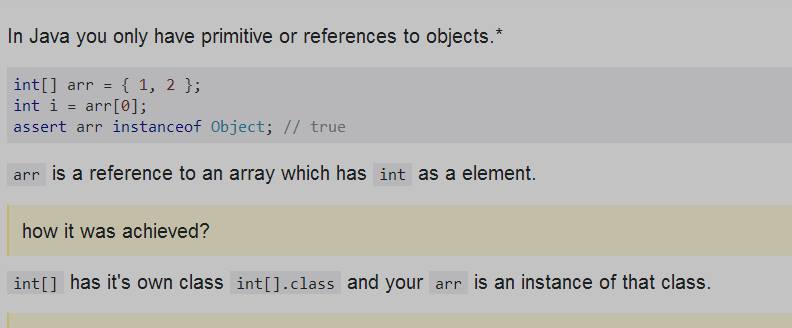 In Java you only have primitive or references to objects.*
int[] arr = { 1, 2 };
int i = arr[0];
assert arr instanceof Object; // true
arr is a reference to an array which has int as a element.
how it was achieved?
int[] has it's own class int[].class and your arr is an instance of that class.